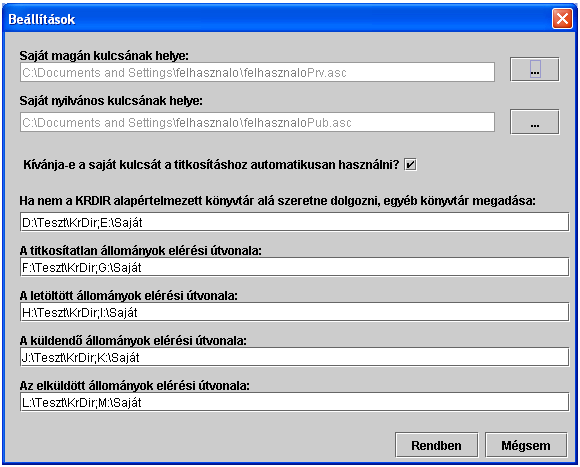 Beállítások
Saját magán kulcsának helye:
C:\Documents and Settings\felhasznalo\felhasznaloPrv.asc
...
Saját nyilvános kulcsának helye:
C:\Documents and Settings\felhasznalo\felhasznaloPub.asc
...
Kívánja-e a saját kulcsát a titkosításhoz automatikusan használni?
Ha nem a KRDIR alapértelmezett könyvtár alá szeretne dolgozni, egyéb könyvtár megadása:
D:\Teszt\KrDir;E:\Saját
A titkosítatlan állományok elérési útvonala:
F:\Teszt\KrDir;G:\Saját
A letöltött állományok elérési útvonala:
H:\Teszt\KrDir;I:\Saját
A küldendő állományok elérési útvonala:
J:\Teszt\KrDir;K:\Saját
Az elküldött állományok elérési útvonala:
L:\Teszt\KrDir;M:\Saját
Rendben Mégsem